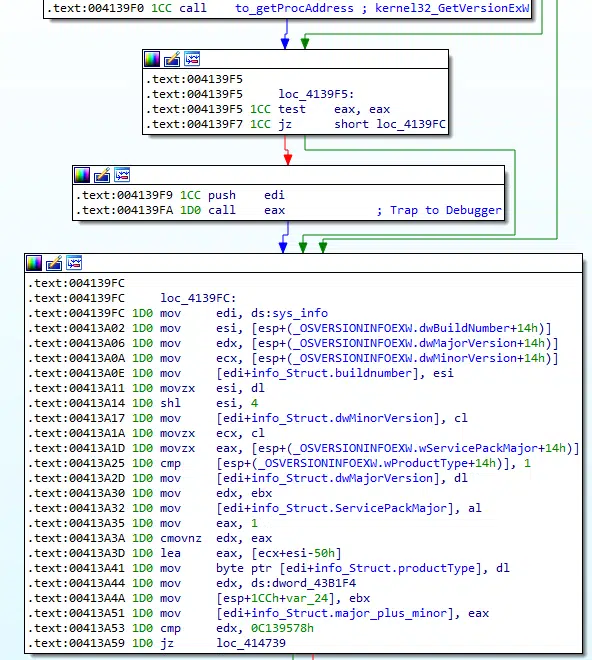 .text:004139F0 1CC call    to_getProcAddress ; kernel32_GetVersionExW
.text:004139F5
.text:004139F5     loc_4139F5:
.text:004139F5 1CC test    eax, eax
.text:004139F7 1CC jz      short loc_4139FC
.text:004139F9 1CC push    edi
.text:004139FA 1D0 call    eax             ; Trap to Debugger
.text:004139FC
.text:004139FC     loc_4139FC:
.text:004139FC 1D0 mov     edi, ds:sys_info
.text:00413A02 1D0 mov     esi, [esp+(_OSVERSIONINFOEXW.dwBuildNumber+14h)]
.text:00413A06 1D0 mov     edx, [esp+(_OSVERSIONINFOEXW.dwMajorVersion+14h)]
.text:00413A0A 1D0 mov     ecx, [esp+(_OSVERSIONINFOEXW.dwMinorVersion+14h)]
.text:00413A0E 1D0 mov     [edi+info_Struct.buildnumber], esi
.text:00413A11 1D0 movzx   esi, dl
.text:00413A14 1D0 shl     esi, 4
.text:00413A17 1D0 mov     [edi+info_Struct.dwMinorVersion], cl
.text:00413A1A 1D0 movzx   ecx, cl
.text:00413A1D 1D0 movzx   eax, [esp+(_OSVERSIONINFOEXW.wServicePackMajor+14h)]
.text:00413A25 1D0 cmp     [esp+(_OSVERSIONINFOEXW.wProductType+14h)], 1
.text:00413A2D 1D0 mov     [edi+info_Struct.dwMajorVersion], dl
.text:00413A30 1D0 mov     edx, ebx
.text:00413A32 1D0 mov     [edi+info_Struct.ServicePackMajor], al
.text:00413A35 1D0 mov     eax, 1
.text:00413A3A 1D0 cmovnz  edx, eax
.text:00413A3D 1D0 lea     eax, [ecx+esi-50h]
.text:00413A41 1D0 mov     byte ptr [edi+info_Struct.productType], dl
.text:00413A44 1D0 mov     edx, ds:dword_43B1F4
.text:00413A4A 1D0 mov     [esp+1CCh+var_24], ebx
.text:00413A51 1D0 mov     [edi+info_Struct.major_plus_minor], eax
.text:00413A53 1D0 cmp     edx, 0C139578h
.text:00413A59 1D0 jz      loc_414739